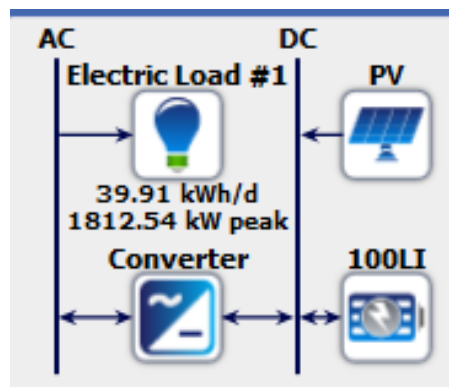 AC DC
Electric Load #1 PV
39.91 kWh/d
1812.54 kW peak
Converter 100LI